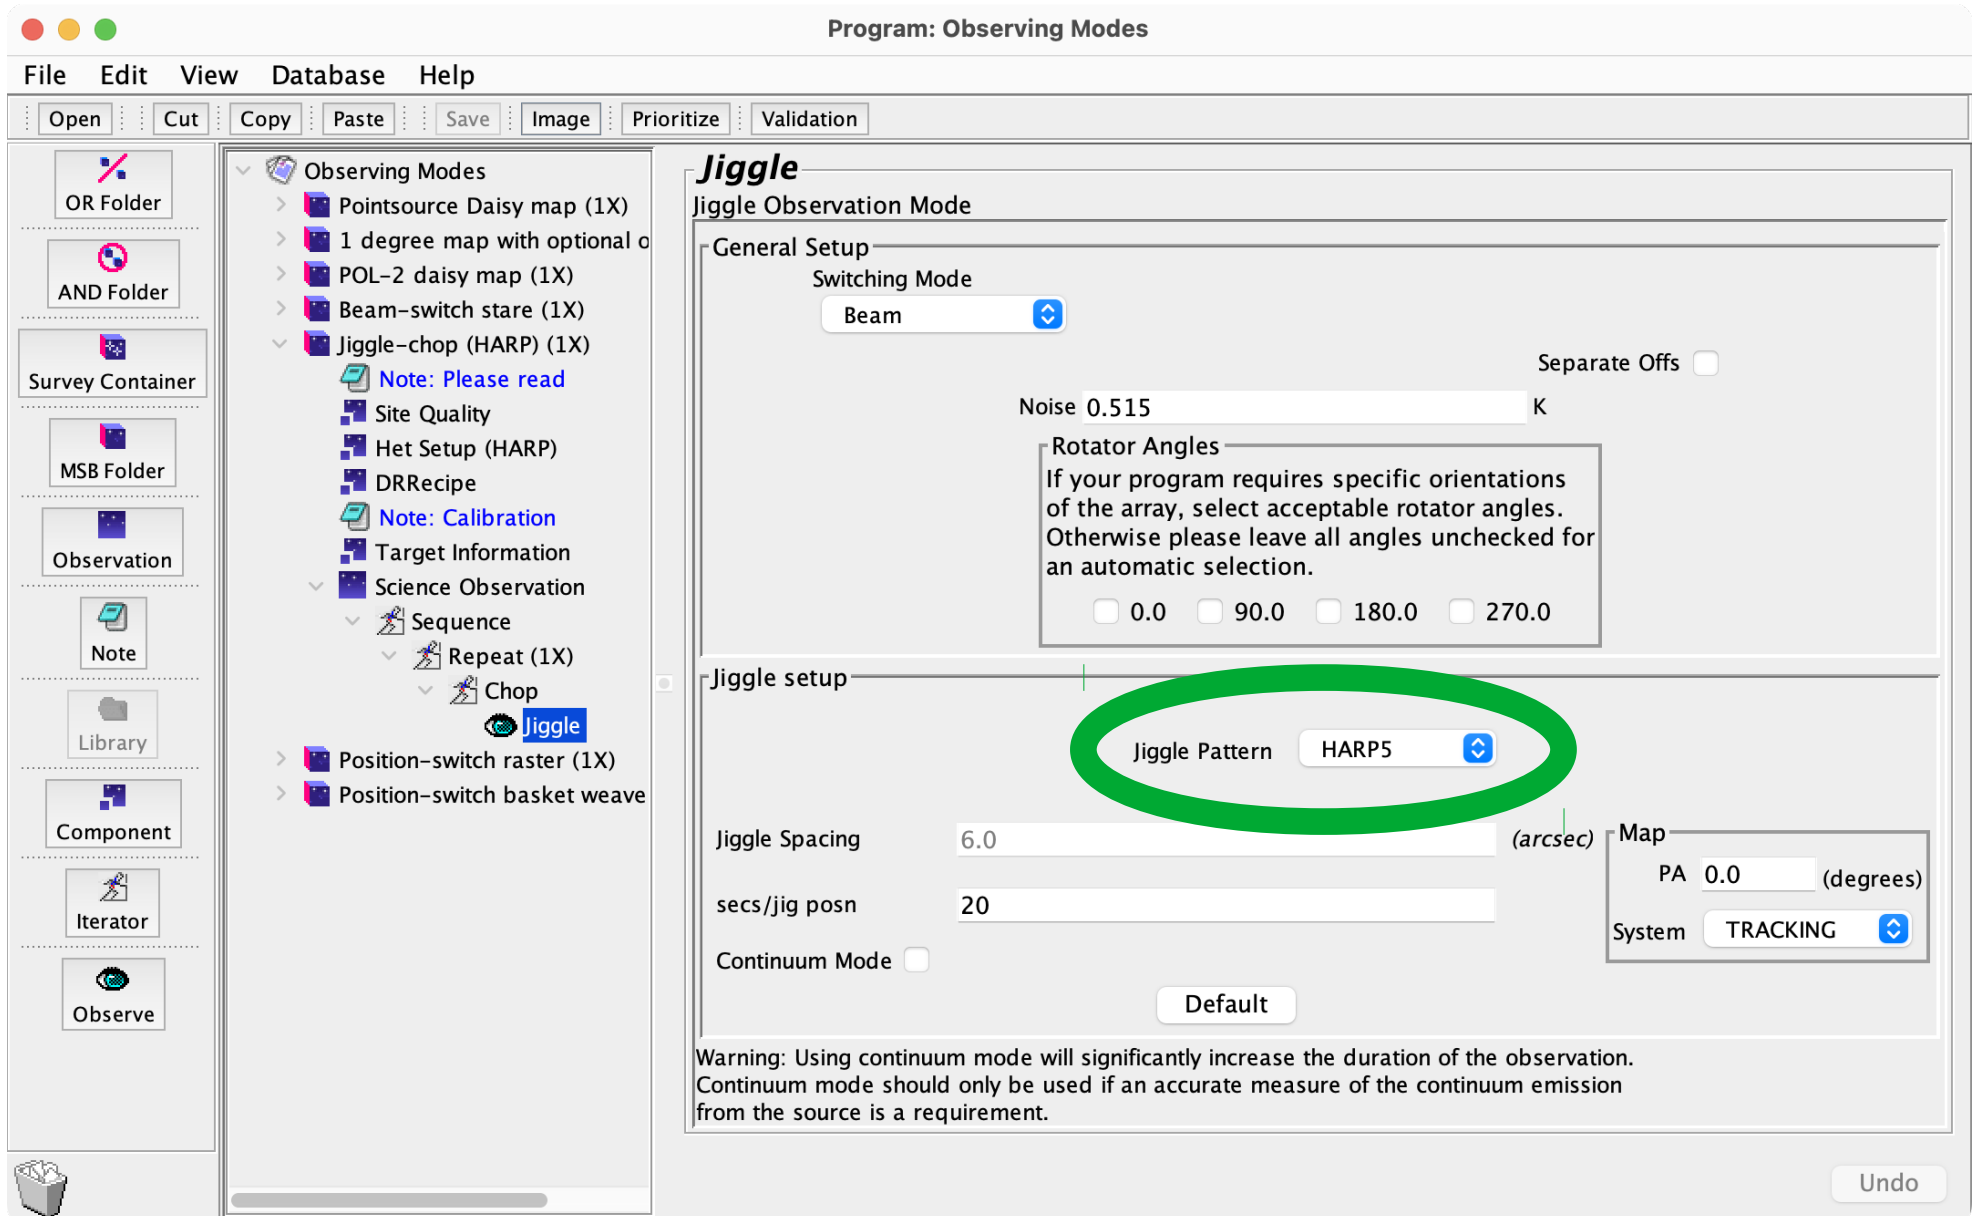 Program: Observing Modes
File Edit View Database Help
Open Cut Copy Paste Save Image Prioritize Validation
OR Folder
AND Folder
Survey Container
MSB Folder
Observation
Note
Library
Component
Iterator
Observe
Observing Modes
Pointsource Daisy map (1X)
1 degree map with optional o
POL-2 daisy map (1X)
Beam-switch stare (1X)
Jiggle-chop (HARP) (1X)
Note: Please read
Site Quality
Het Setup (HARP)
DRRecipe
Note: Calibration
Target Information
Science Observation
Sequence
Repeat (1X)
Chop
Jiggle
Position-switch raster (1X)
Position-switch basket weave
Jiggle
Jiggle Observation Mode
General Setup
Switching Mode
Beam
Separate Offs
Noise 0.515 K
Rotator Angles
If your program requires specific orientations
of the array, select acceptable rotator angles.
Otherwise please leave all angles unchecked for
an automatic selection.
0.0 90.0 180.0 270.0
Jiggle setup
Jiggle Pattern HARP5
Jiggle Spacing 6.0 (arcsec)
secs/jig posn 20
Continuum Mode
Default
Map
PA 0.0 (degrees)
System TRACKING
Warning: Using continuum mode will significantly increase the duration of the observation.
Continuum mode should only be used if an accurate measure of the continuum emission
from the source is a requirement.
Undo